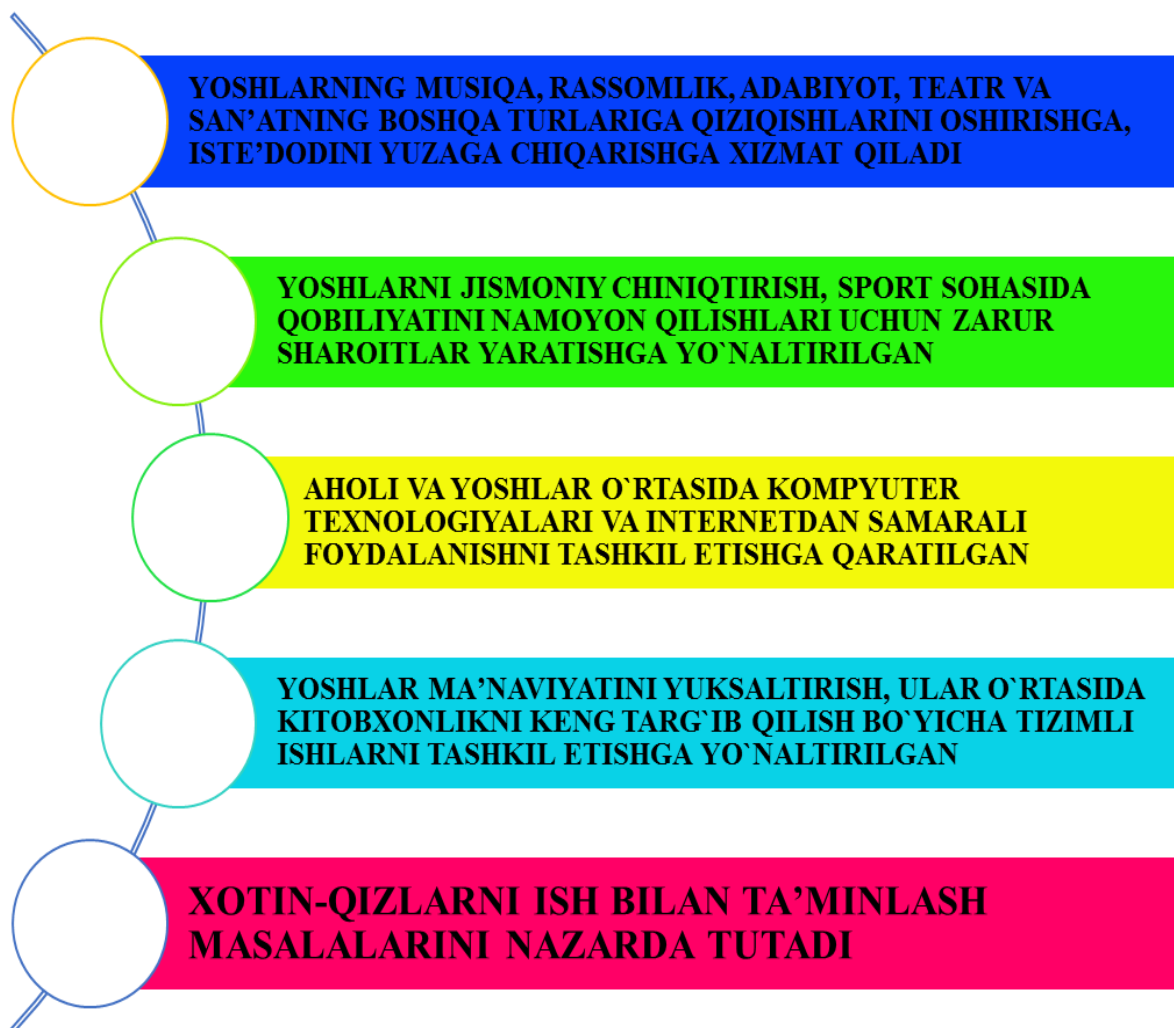 YOSHLARNING MUSIQA, RASSOMLIK, ADABIYOT, TEATR VA
SAN’ATNING BOSHQA TURLARIGA QIZIQISHLARINI OSHIRISHGA,
ISTE’DODINI YUZAGA CHIQARISHGA XIZMAT QILADI
YOSHLARNI JISMONIY CHINIQTIRISH, SPORT SOHASIDA
QOBILIYATINI NAMOYON QILISHLARI UCHUN ZARUR
SHAROITLAR YARATISHGA YO`NALTIRILGAN
AHOLI VA YOSHLAR O`RTASIDA KOMPYUTER
TEXNOLOGIYALARI VA INTERNETDAN SAMARALI
FOYDALANISHNI TASHKIL ETISHGA QARATILGAN
YOSHLAR MA’NAVIYATINI YUKSALTIRISH, ULAR O`RTASIDA
KITOBXONLIKNI KENG TARG`IB QILISH BO`YICHA TIZIMLI
ISHLARNI TASHKIL ETISHGA YO`NALTIRILGAN
XOTIN-QIZLARNI ISH BILAN TA’MINLASH
MASALALARINI NAZARDA TUTADI